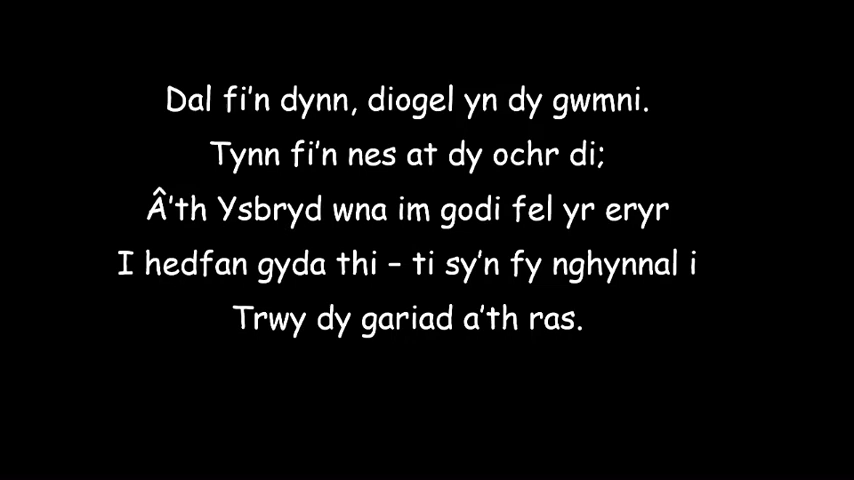 Dal fi’n dynn, diogel yn dy gwmni.
Tynn fi’n nes at dy ochr di;
Â’th Ysbryd wna im godi fel yr eryr
I hedfan gyda thi – ti sy’n fy nghynnal i
Trwy dy gariad a’th ras.